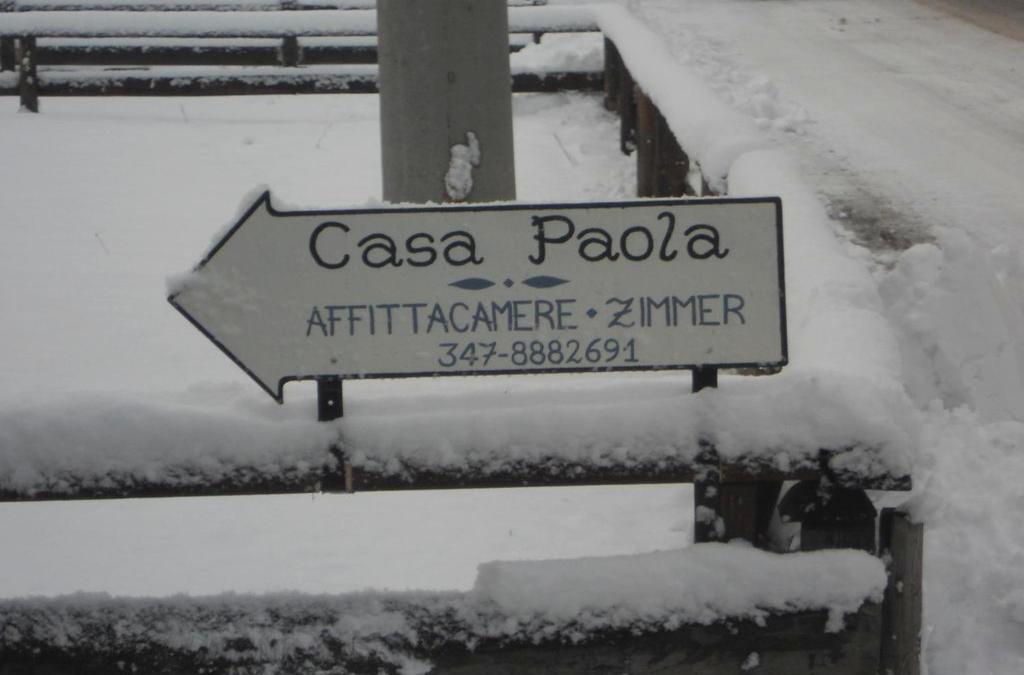 Casa Paola
AFFITTACAMERE • ZIMMER
347-8882691